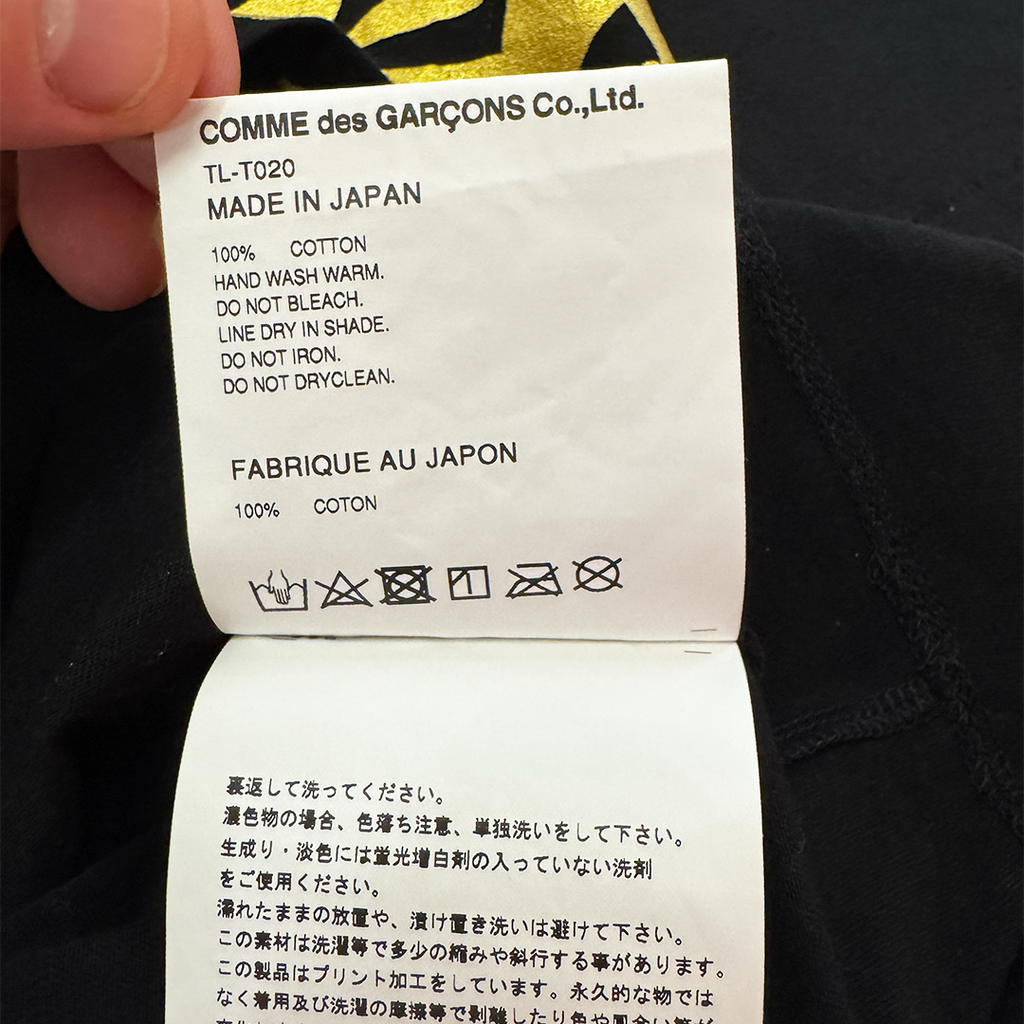 COMME des GARÇONS Co.,Ltd.
TL-T020
MADE IN JAPAN
100% COTTON
HAND WASH WARM.
DO NOT BLEACH.
LINE DRY IN SHADE.
DO NOT IRON.
DO NOT DRYCLEAN.
FABRIQUE AU JAPON
100% COTON
裏返して洗ってください。
濃色物の場合、色落ち注意、単独洗いをして下さい。
生成り・淡色には蛍光増白剤の入っていない洗剤
をご使用ください。
濡れたままの放置や、漬け置き洗いは避けて下さい。
この素材は洗濯等で多少の縮みや斜行する事があります。
この製品はプリント加工をしています。永久的な物では
なく着用及び洗濯の摩擦等で剥離したり色や風合い等が